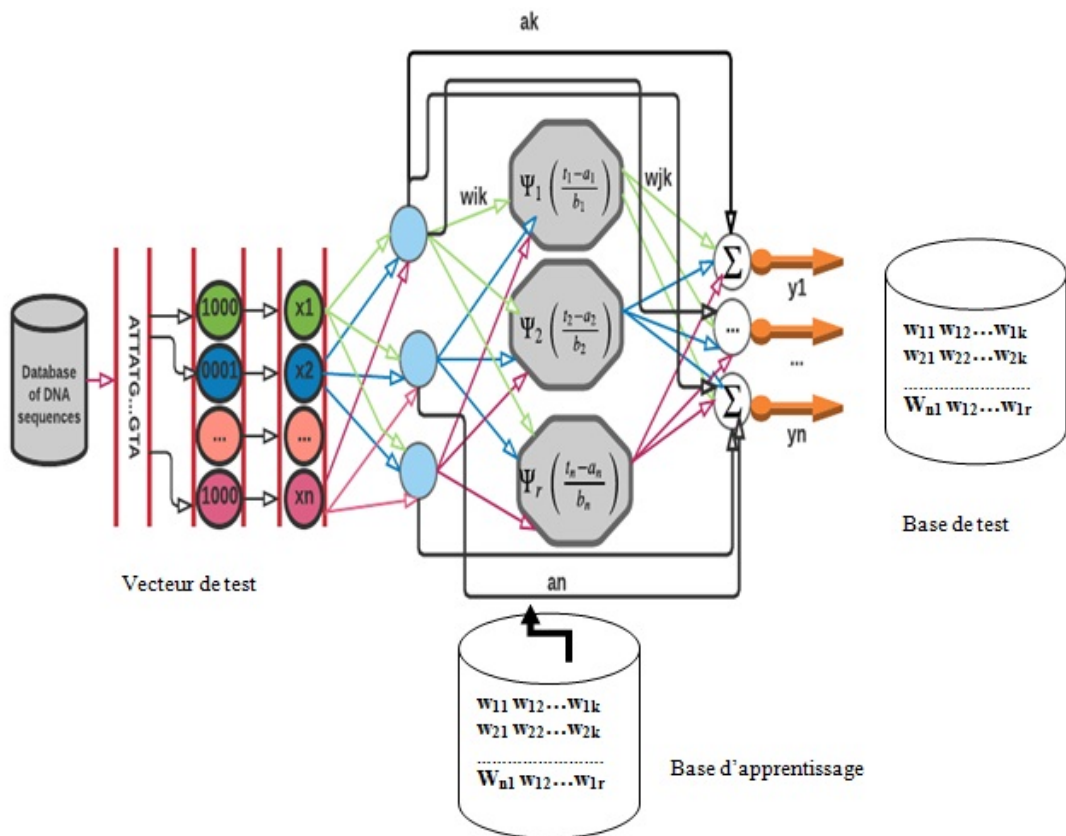 ak
wik
wjk
Ψ1 ( t1−a1 / b1 )
Ψ2 ( t2−a2 / b2 )
Ψr ( tn−an / bn )
Database
of DNA
sequences
ATTATG...GTA
1000
0001
...
1000
x1
x2
...
xn
Σ
...
Σ
y1
...
yn
w11 w12...w1k
w21 w22...w2k
..............................
Wn1 w12...w1r
Base de test
Vecteur de test
an
w11 w12...w1k
w21 w22...w2k
..............................
Wn1 w12...w1r
Base d’apprentissage